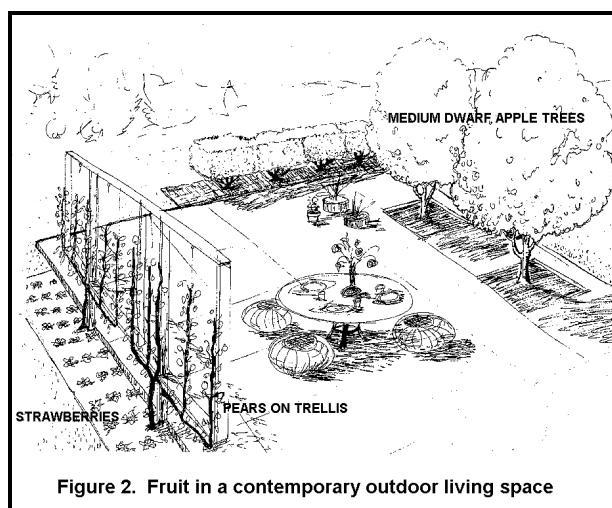 MEDIUM DWARF APPLE TREES
STRAWBERRIES
PEARS ON TRELLIS
Figure 2. Fruit in a contemporary outdoor living space